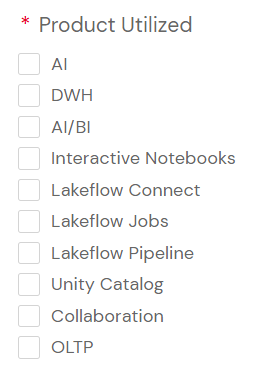 * Product Utilized
AI
DWH
AI/BI
Interactive Notebooks
Lakeflow Connect
Lakeflow Jobs
Lakeflow Pipeline
Unity Catalog
Collaboration
OLTP